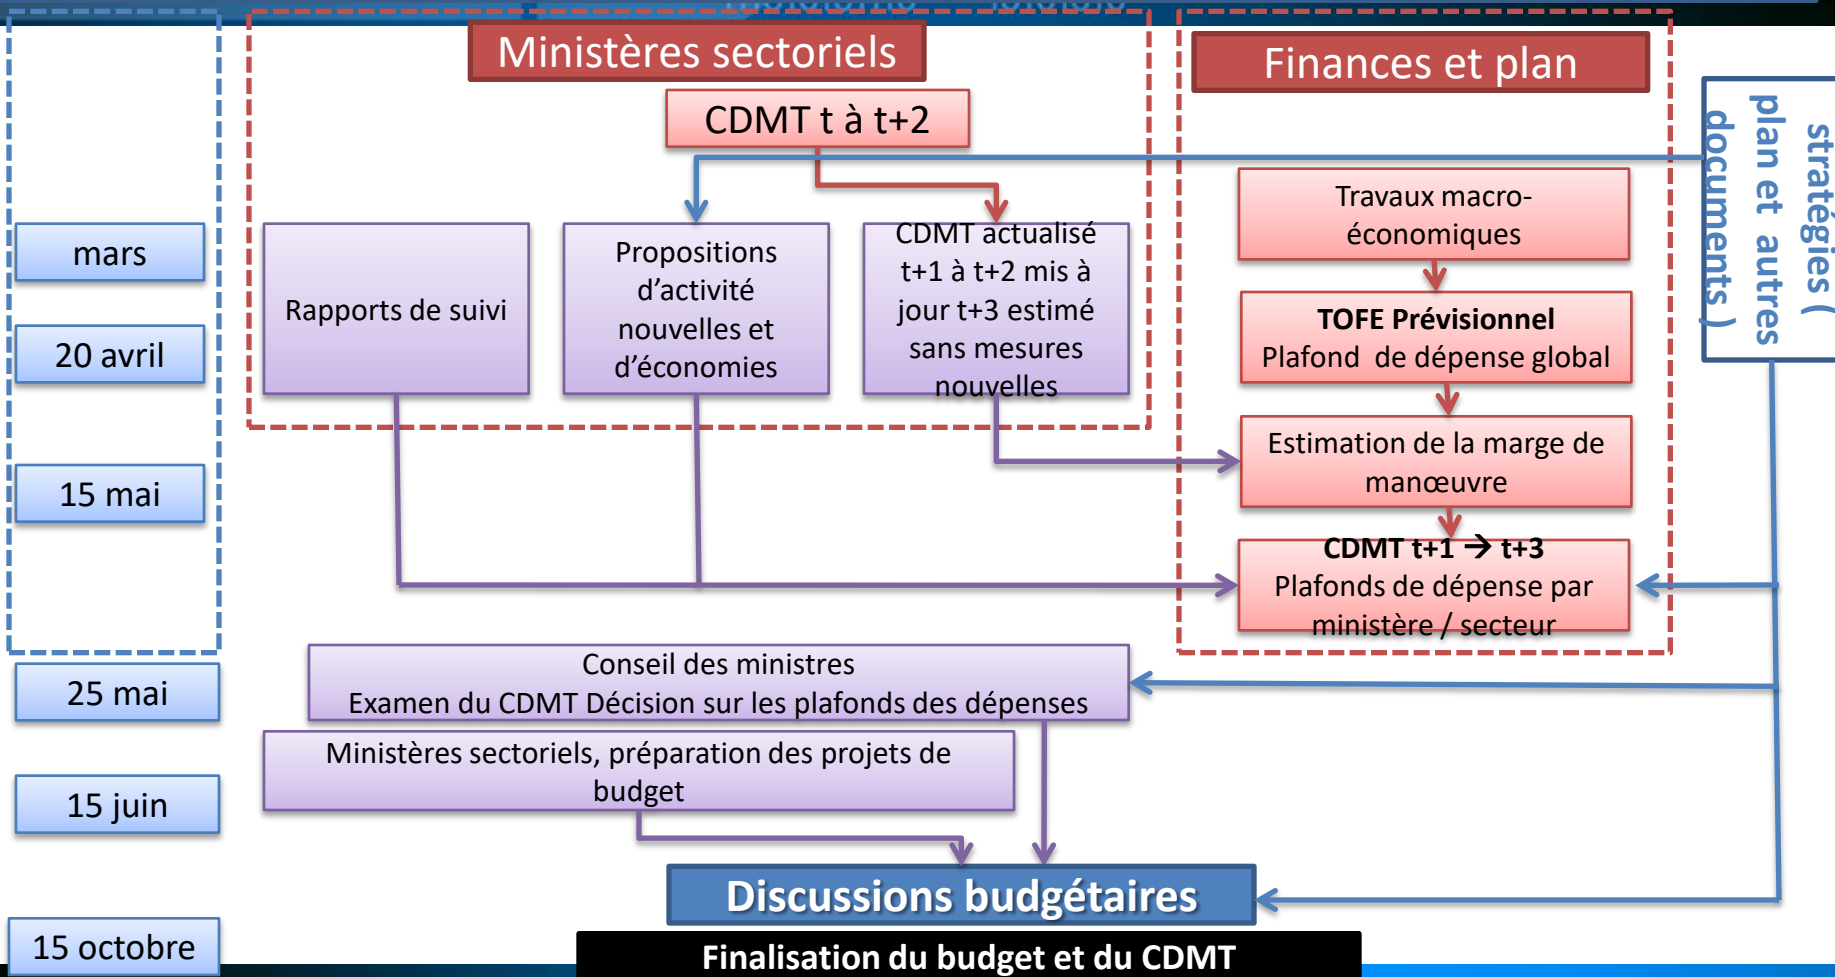 Ministères sectoriels
Finances et plan
CDMT t à t+2
stratégies (
plan et autres
documents )
mars
20 avril
15 mai
25 mai
15 juin
15 octobre
Rapports de suivi
Propositions
d’activité
nouvelles et
d’économies
CDMT actualisé
t+1 à t+2 mis à
jour t+3 estimé
sans mesures
nouvelles
Travaux macro-
économiques
TOFE Prévisionnel
Plafond de dépense global
Estimation de la marge de
manœuvre
CDMT t+1 → t+3
Plafonds de dépense par
ministère / secteur
Conseil des ministres
Examen du CDMT Décision sur les plafonds des dépenses
Ministères sectoriels, préparation des projets de
budget
Discussions budgétaires
Finalisation du budget et du CDMT